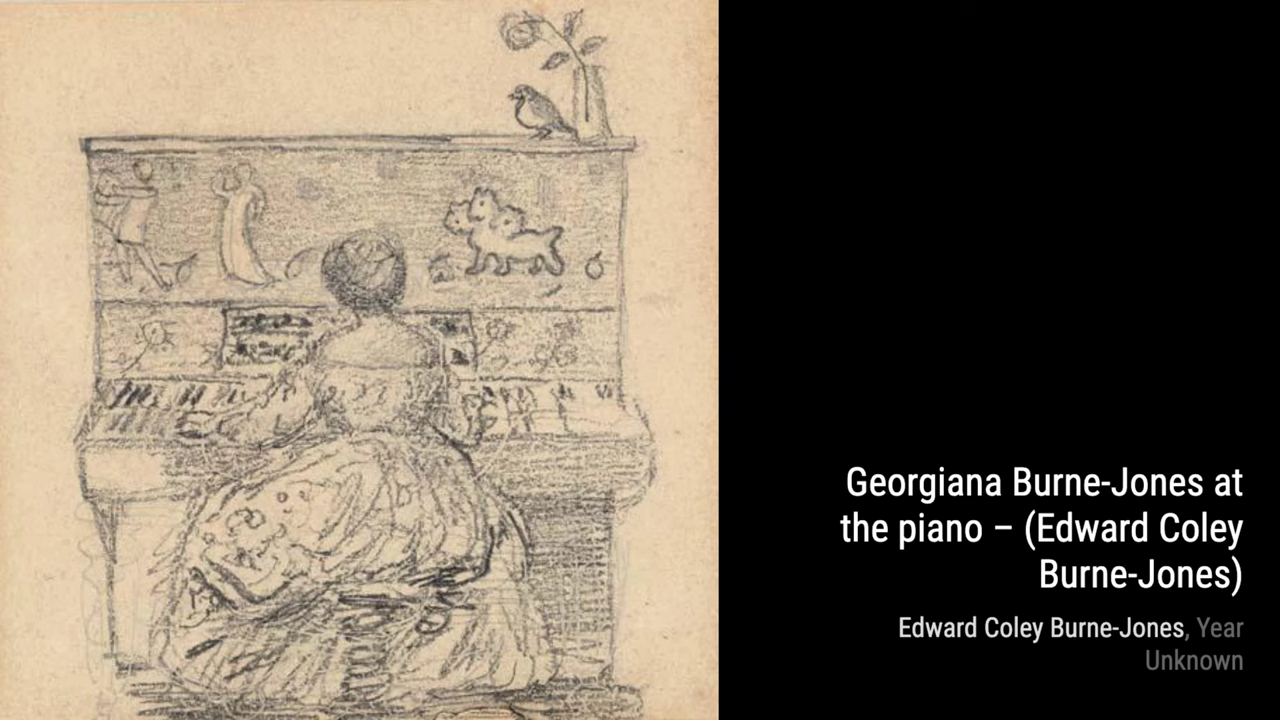 Georgiana Burne-Jones at
the piano – (Edward Coley
Burne-Jones)
Edward Coley Burne-Jones, Year
Unknown